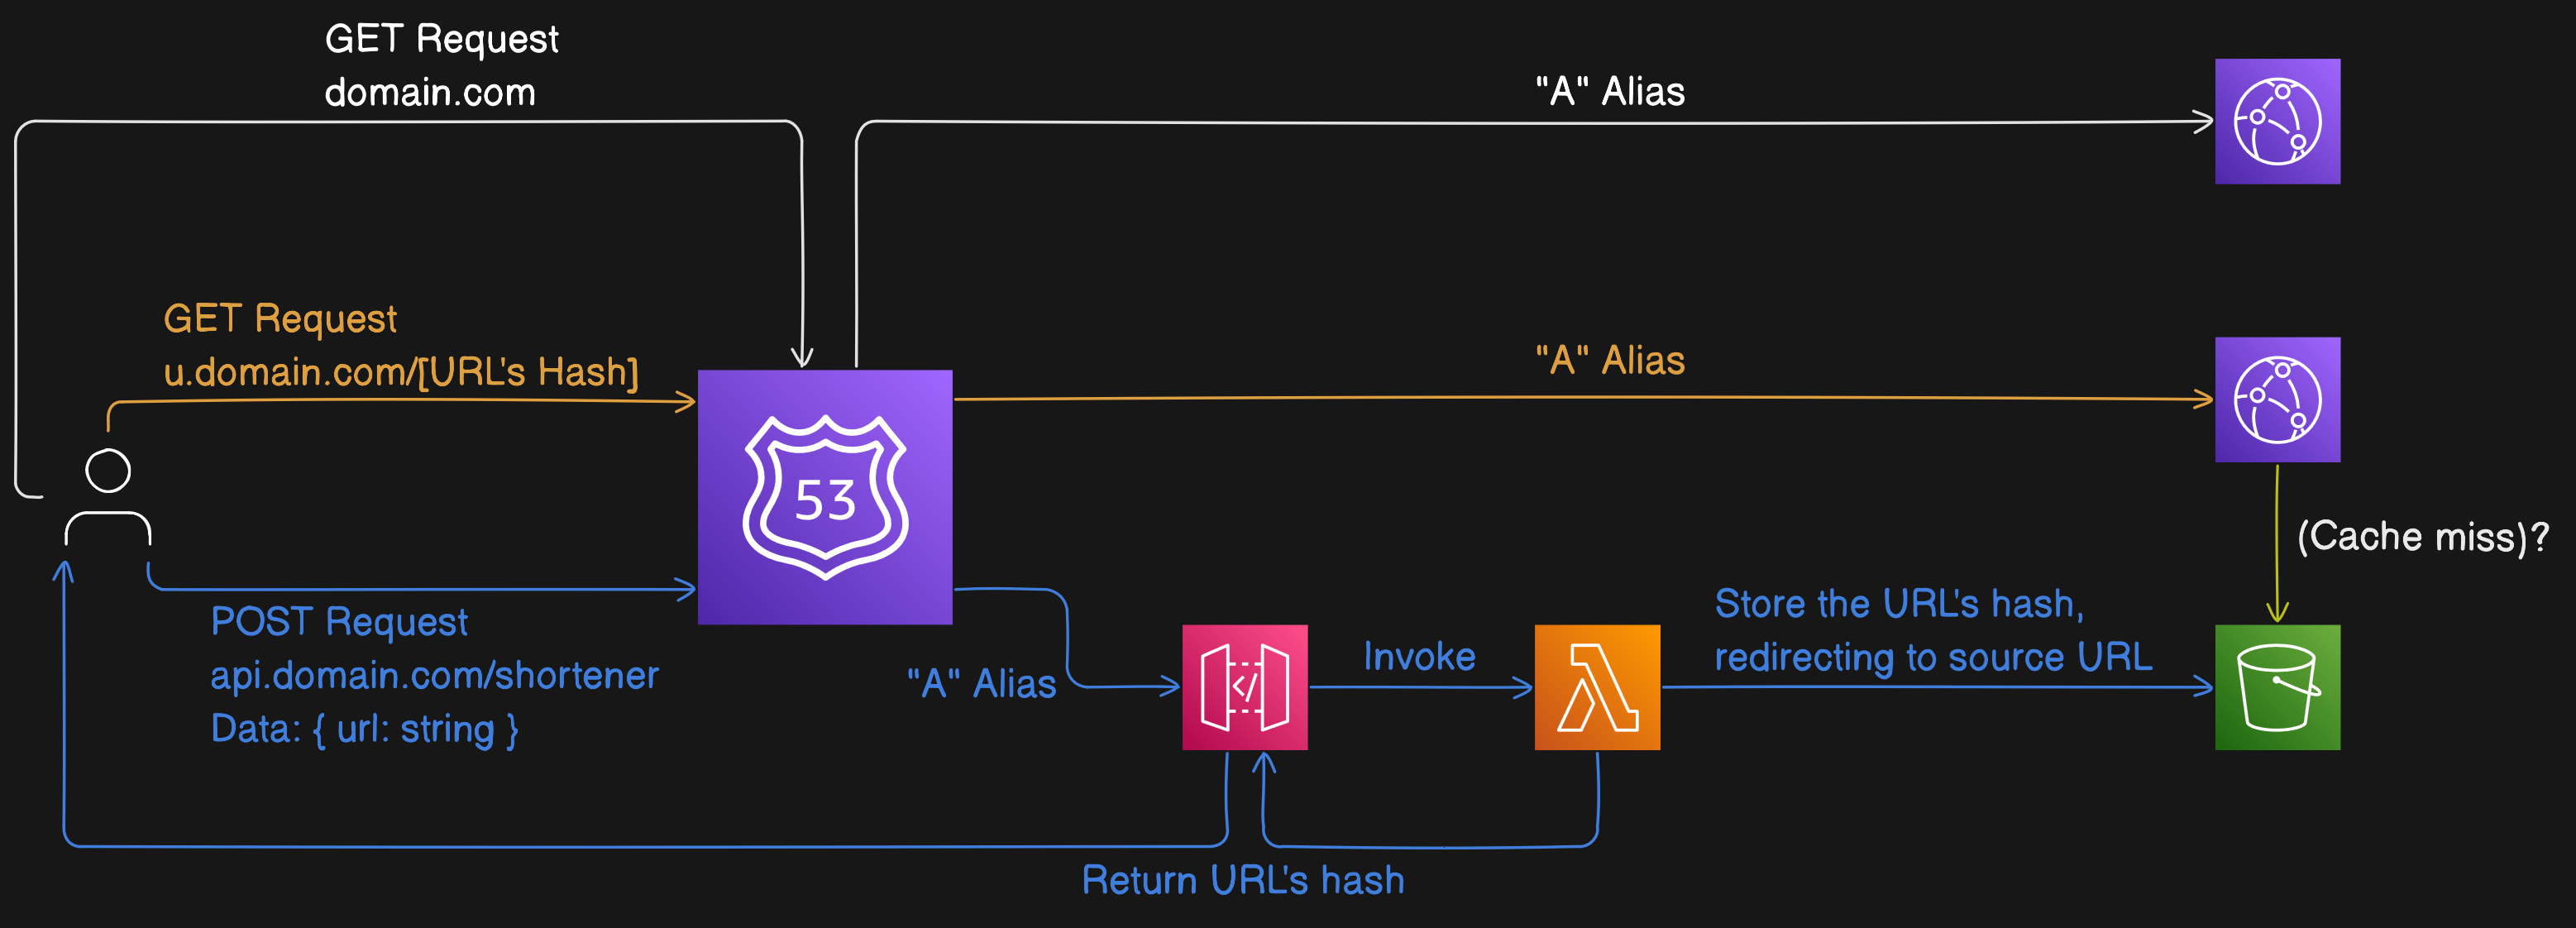 GET Request
domain.com
"A" Alias
GET Request
u.domain.com/[URL's Hash]
"A" Alias
53
(Cache miss)?
POST Request
api.domain.com/shortener
Data: { url: string }
"A" Alias
</>
Invoke
Store the URL's hash,
redirecting to source URL
Return URL's hash